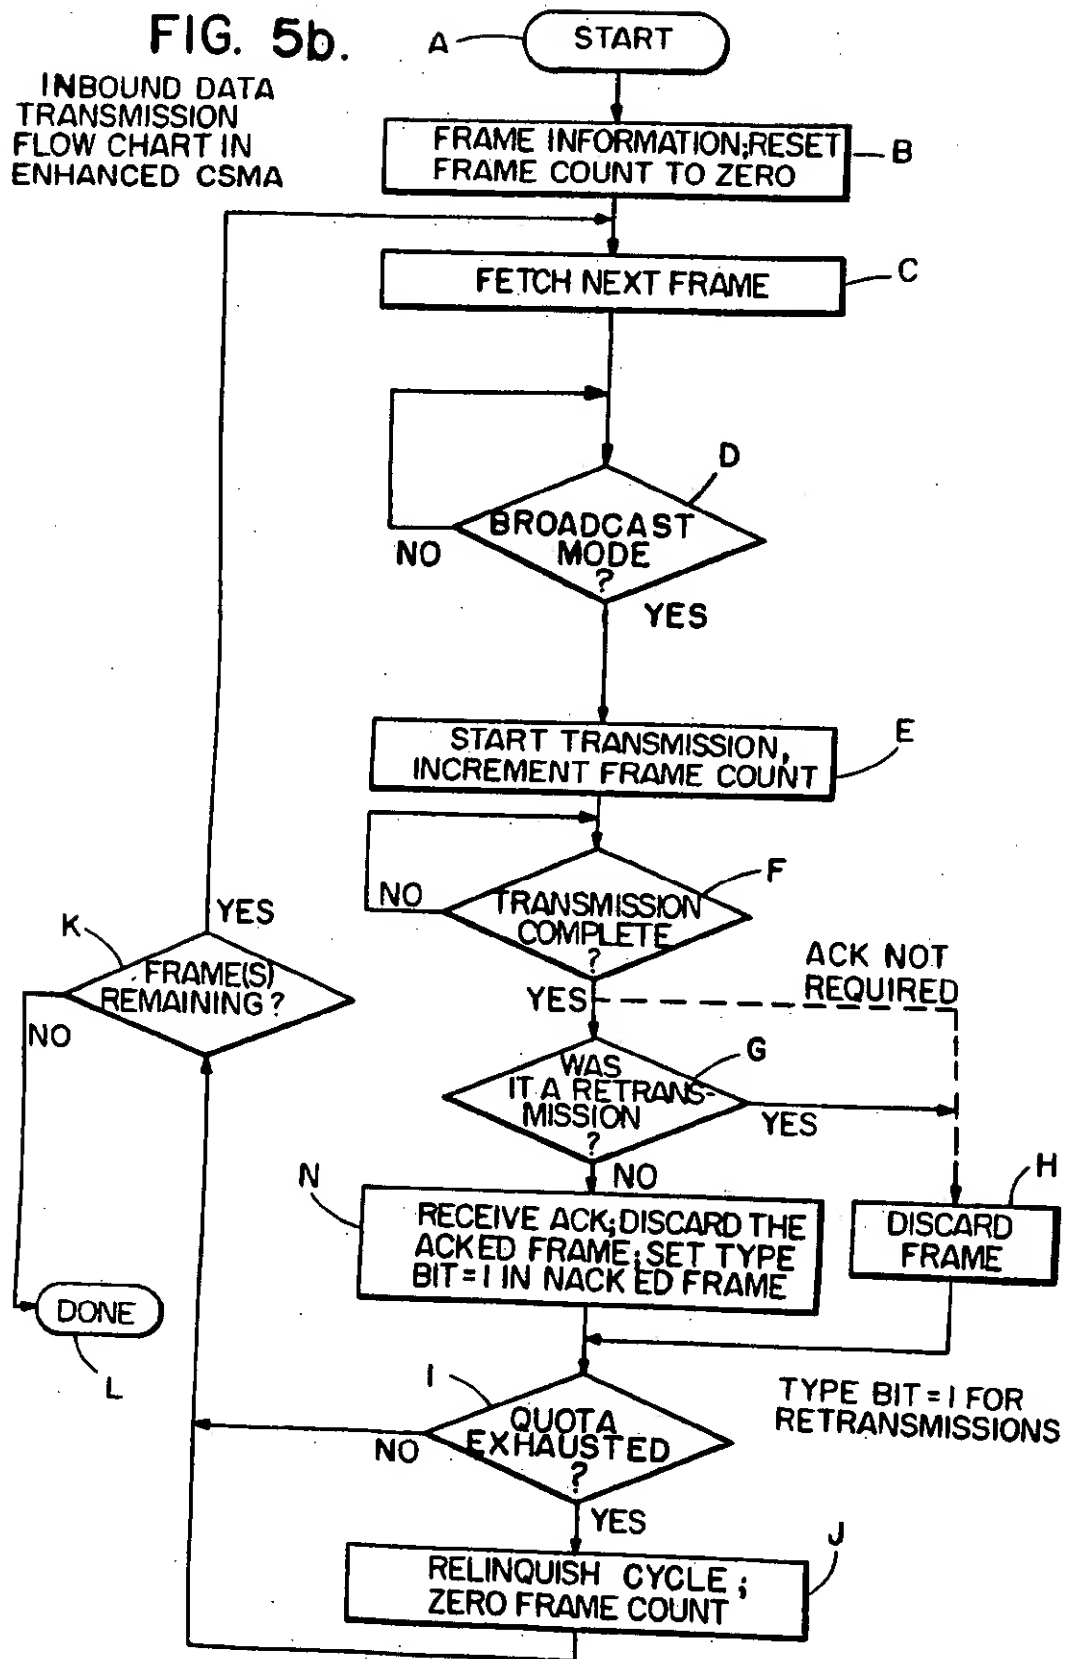 FIG. 5b.
INBOUND DATA
TRANSMISSION
FLOW CHART IN
ENHANCED CSMA
A
START
FRAME INFORMATION;RESET
FRAME COUNT TO ZERO
B
FETCH NEXT FRAME
C
D
BROADCAST
MODE
?
NO
YES
START TRANSMISSION,
INCREMENT FRAME COUNT
E
F
TRANSMISSION
COMPLETE
?
NO
YES
ACK NOT
REQUIRED
K
YES
FRAME(S)
REMAINING?
NO
G
WAS
IT A RETRANS-
MISSION
?
YES
NO
N
RECEIVE ACK;DISCARD THE
ACKED FRAME;SET TYPE
BIT=1 IN NACKED FRAME
H
DISCARD
FRAME
DONE
L
I
QUOTA
EXHAUSTED
?
NO
YES
TYPE BIT=1 FOR
RETRANSMISSIONS
J
RELINQUISH CYCLE;
ZERO FRAME COUNT